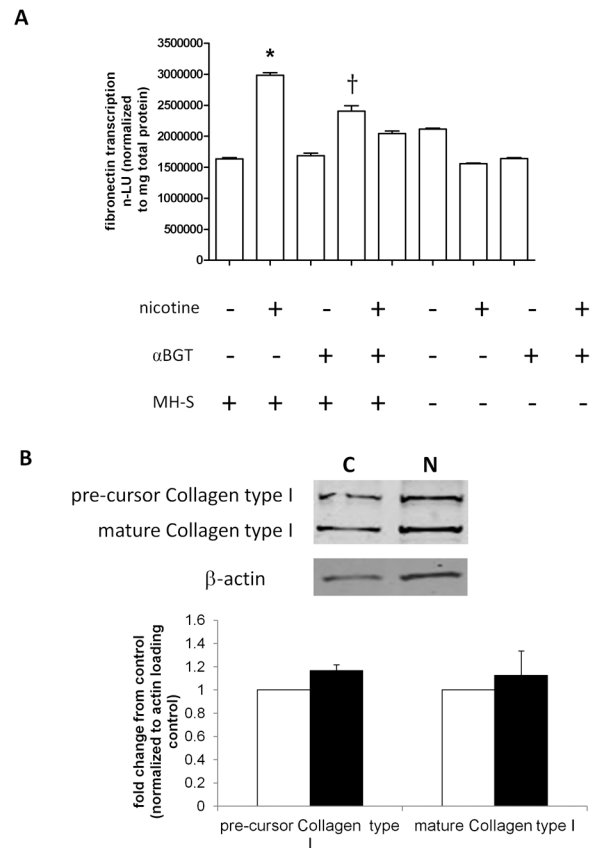 A
*
†
3500000
3000000
2500000
2000000
1500000
1000000
500000
0
fibronectin transcription
n-LU (normalized
to mg total protein)
nicotine - + - + - + - +
αBGT - - + + - - + +
MH-S + + + + - - - -
B
C N
pre-cursor Collagen type I
mature Collagen type I
β-actin
1.6
1.4
1.2
1
0.8
0.6
0.4
0.2
0
fold change from control
(normalized to actin loading
control)
pre-cursor Collagen type
I
mature Collagen type I